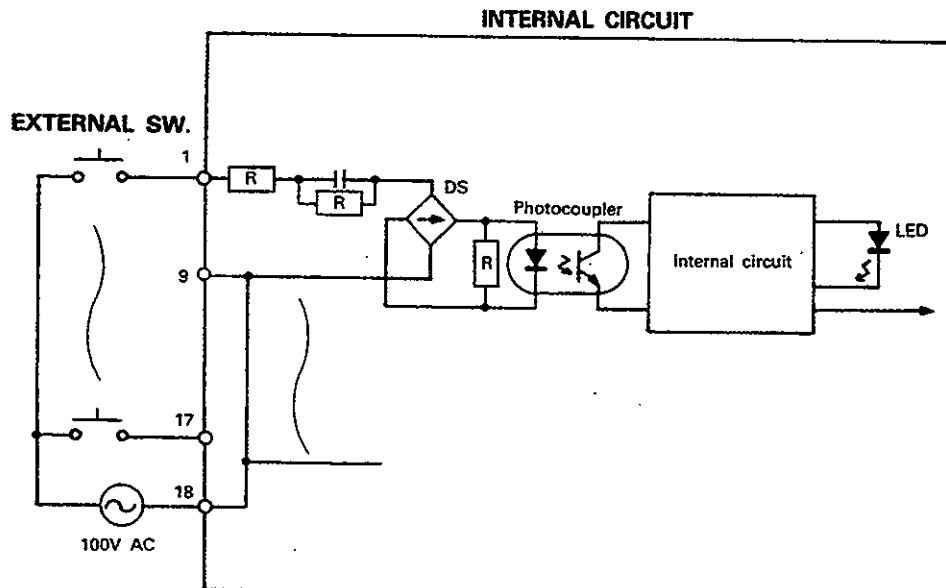 INTERNAL CIRCUIT
EXTERNAL SW.
1
R
R
DS
Photocoupler
R
Internal circuit
LED
9
17
18
100V AC